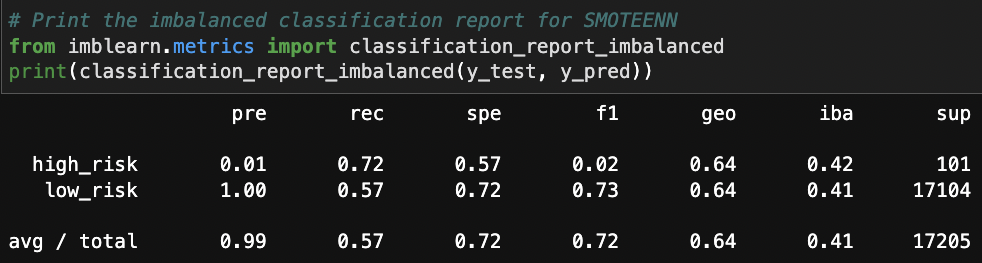 # Print the imbalanced classification report for SMOTEENN
from imblearn.metrics import classification_report_imbalanced
print(classification_report_imbalanced(y_test, y_pred))
pre rec spe f1 geo iba sup
high_risk 0.01 0.72 0.57 0.02 0.64 0.42 101
low_risk 1.00 0.57 0.72 0.73 0.64 0.41 17104
avg / total 0.99 0.57 0.72 0.72 0.64 0.41 17205